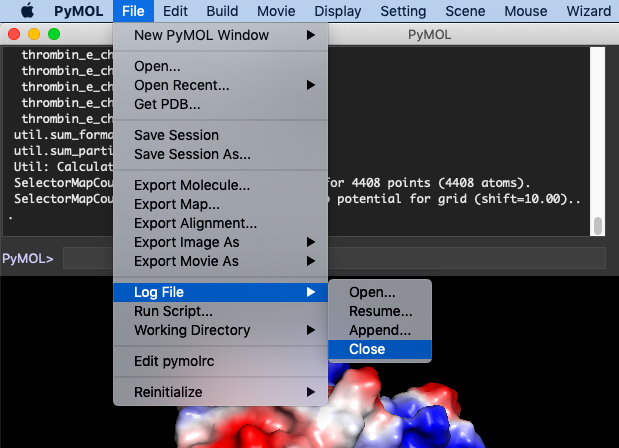 PyMOL File Edit Build Movie Display Setting Scene Mouse Wizard
PyMOL
thrombin_e_ch
thrombin_e_ch
thrombin_e_ch
thrombin_e_ch
thrombin_e_ch
util.sum_forma
util.sum_parti
Util: Calculat
SelectorMapCou for 4408 points (4408 atoms).
SelectorMapCou potential for grid (shift=10.00)..
.
PyMOL>
New PyMOL Window
Open...
Open Recent...
Get PDB...
Save Session
Save Session As...
Export Molecule...
Export Map...
Export Alignment...
Export Image As
Export Movie As
Log File
Run Script...
Working Directory
Edit pymolrc
Reinitialize
Open...
Resume...
Append...
Close